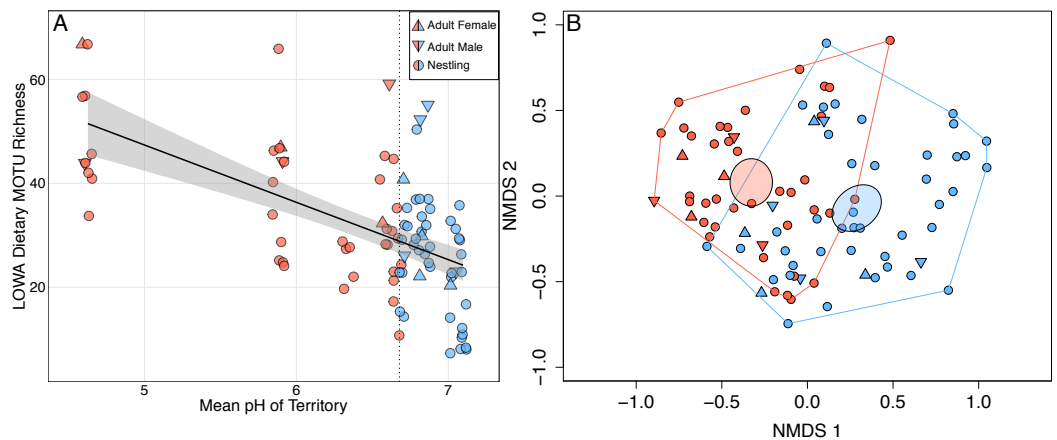 A
Adult Female
Adult Male
Nestling
60
40
20
LOWA Dietary MOTU Richness
5
6
7
Mean pH of Territory
B
1.0
0.5
0.0
−0.5
−1.0
NMDS 2
−1.0
−0.5
0.0
0.5
1.0
NMDS 1